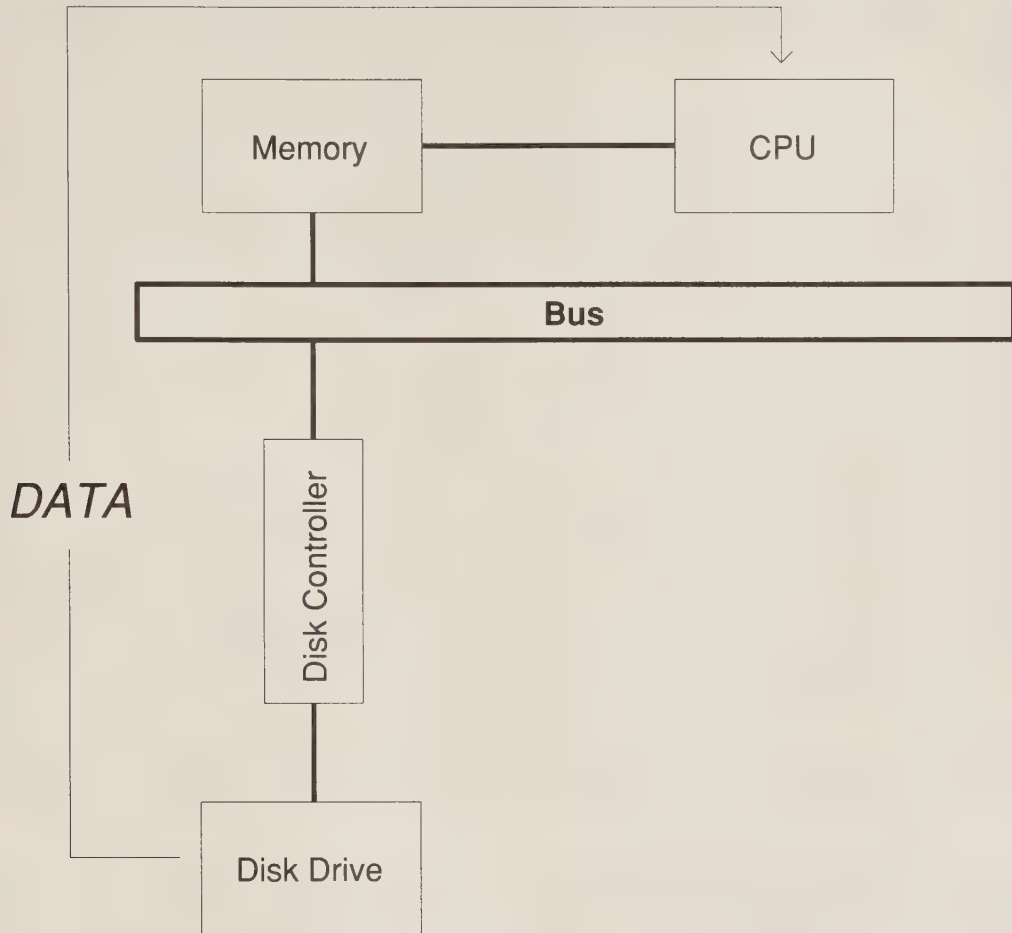 Memory
CPU
Bus
DATA
Disk Controller
Disk Drive